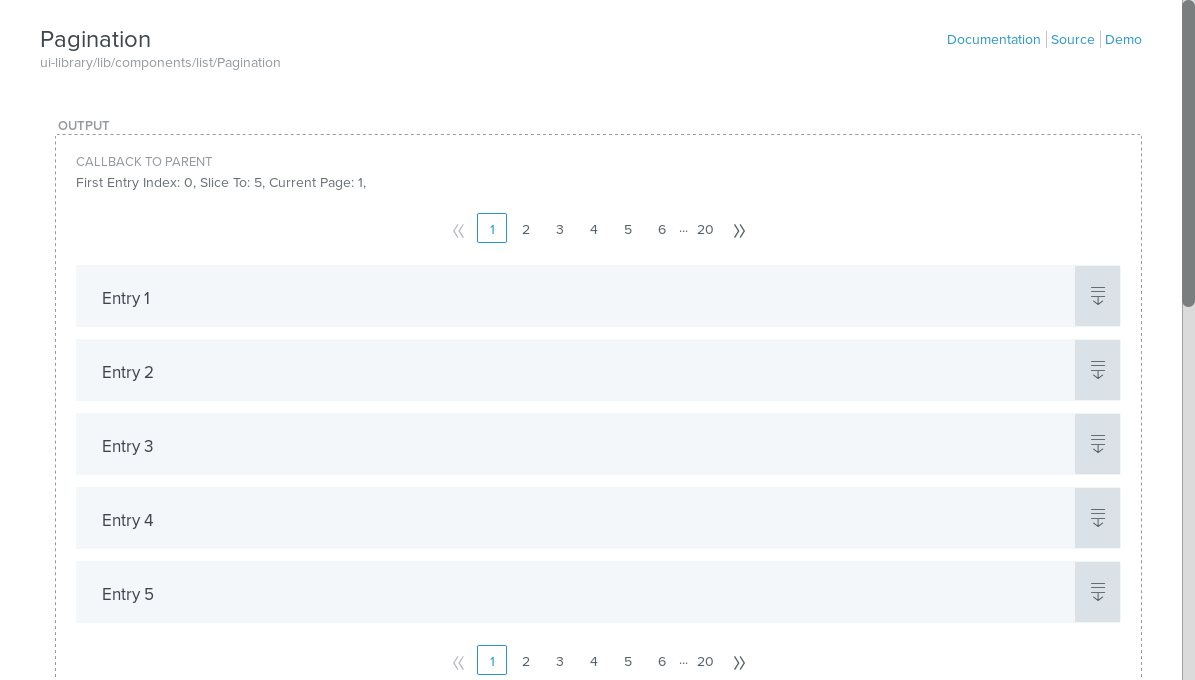 Pagination
Documentation Source Demo
ui-library/lib/components/list/Pagination
OUTPUT
CALLBACK TO PARENT
First Entry Index: 0, Slice To: 5, Current Page: 1,
« 1 2 3 4 5 6 ... 20 »
Entry 1
Entry 2
Entry 3
Entry 4
Entry 5
« 1 2 3 4 5 6 ... 20 »